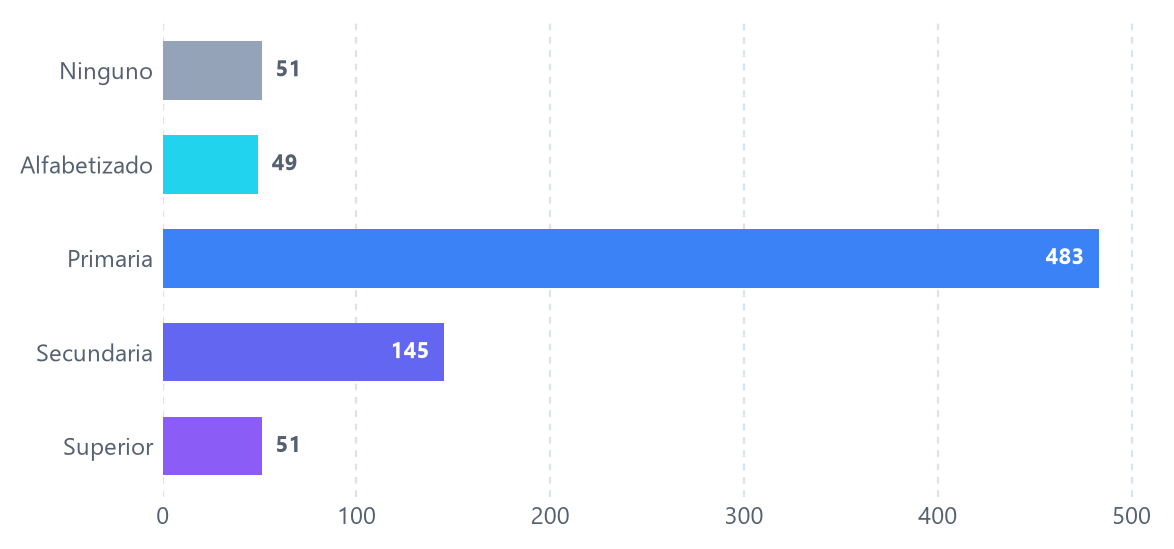 Ninguno 51
Alfabetizado 49
Primaria 483
Secundaria 145
Superior 51
0 100 200 300 400 500